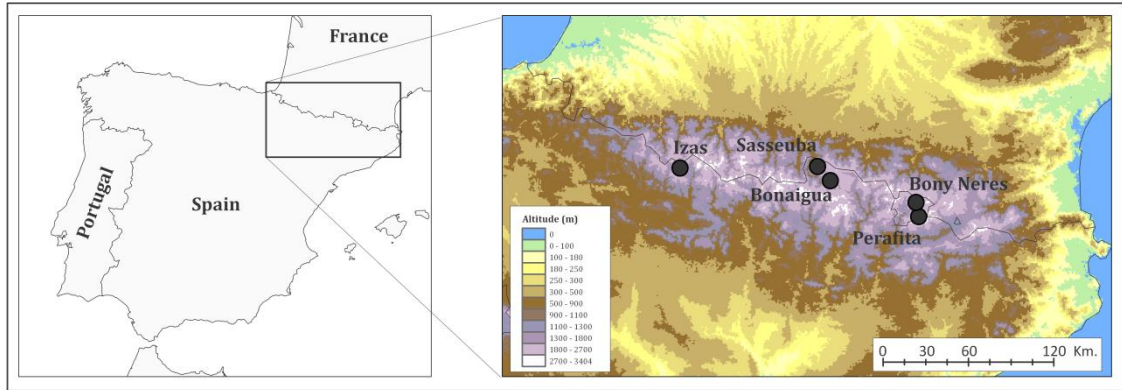 France
Portugal
Spain
Sasseuba
Izas
Bony Neres
Bonaigua
Perafita
Altitude (m)
0
0 - 100
100 - 180
180 - 250
250 - 300
300 - 500
500 - 900
900 - 1100
1100 - 1300
1300 - 1800
1800 - 2700
2700 - 3404
0 30 60 120 Km.